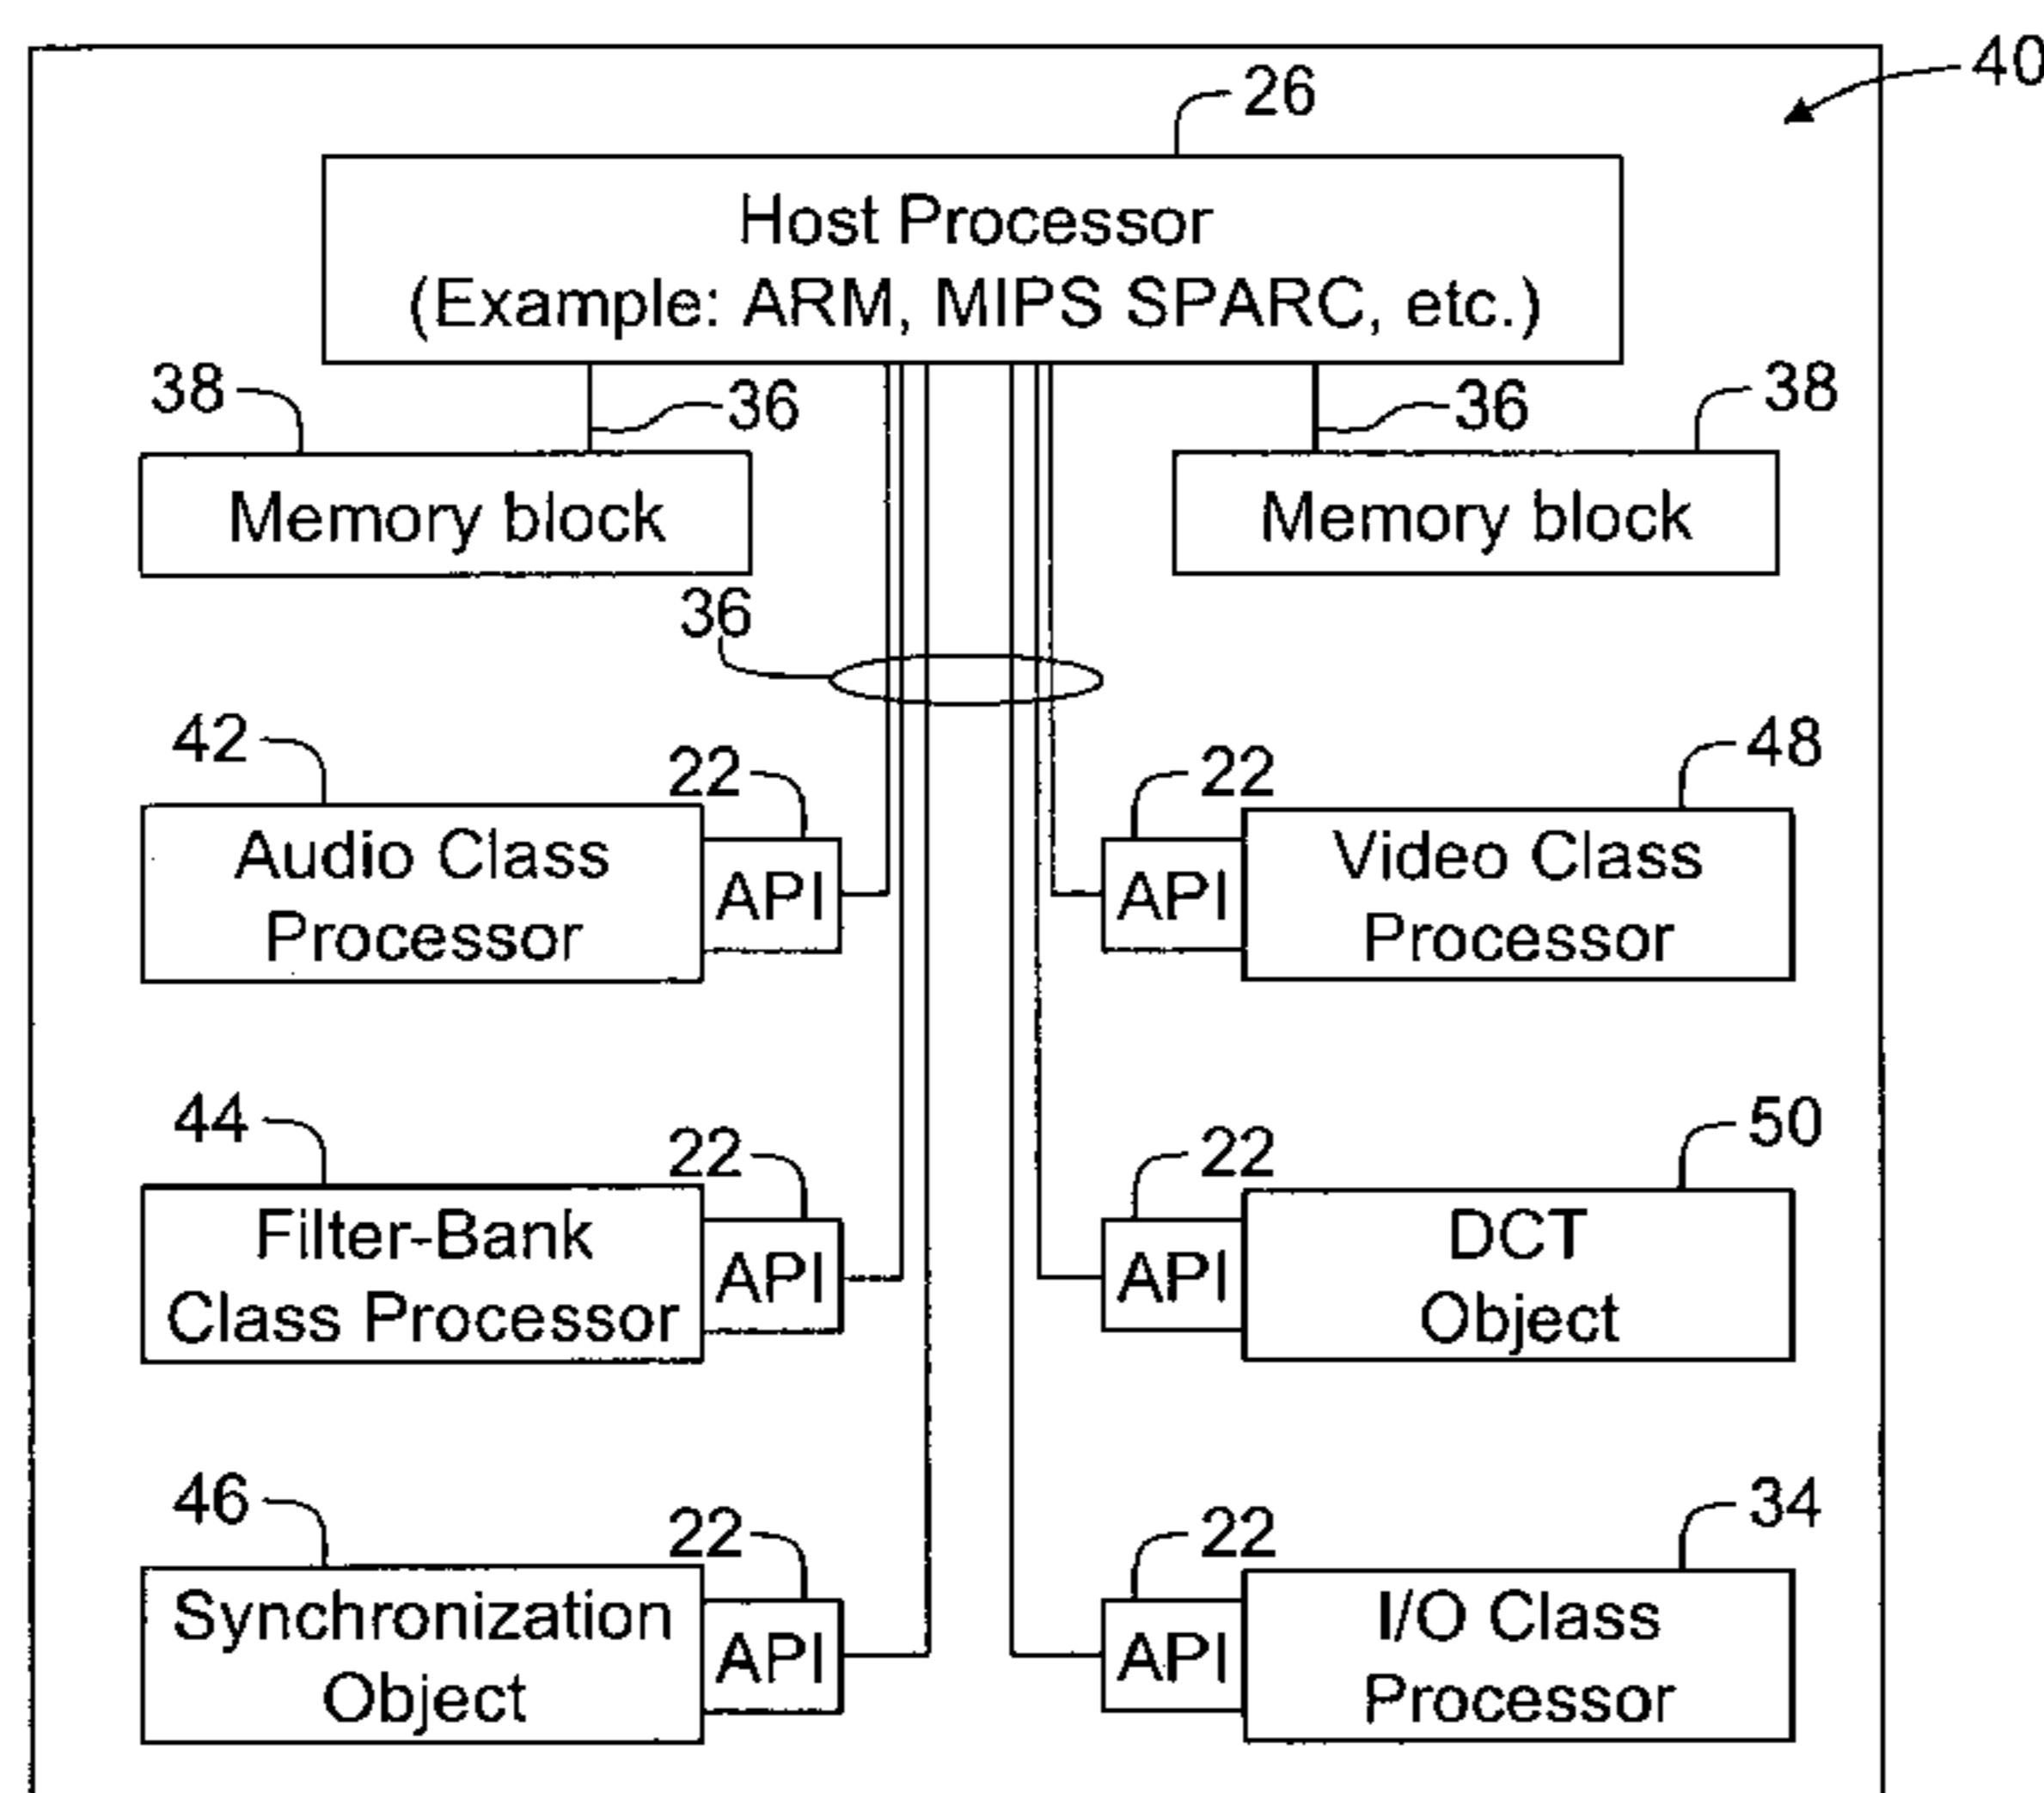 40
26
Host Processor
(Example: ARM, MIPS SPARC, etc.)
38
36
36
38
Memory block
Memory block
36
42
22
22
48
Audio Class
Processor
API
API
Video Class
Processor
44
22
22
50
Filter-Bank
Class Processor
API
API
DCT
Object
46
22
22
34
Synchronization
Object
API
API
I/O Class
Processor